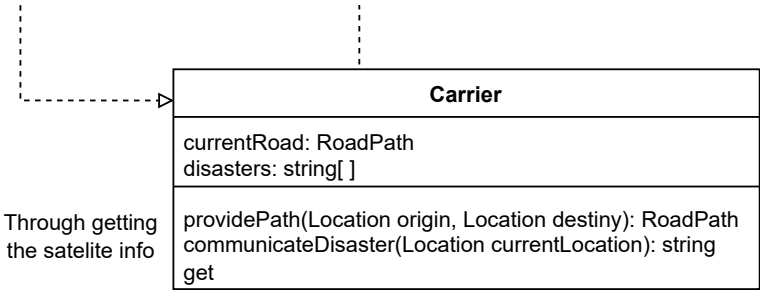 Carrier
currentRoad: RoadPath
disasters: string[ ]
Through getting
the satelite info
providePath(Location origin, Location destiny): RoadPath
communicateDisaster(Location currentLocation): string
get